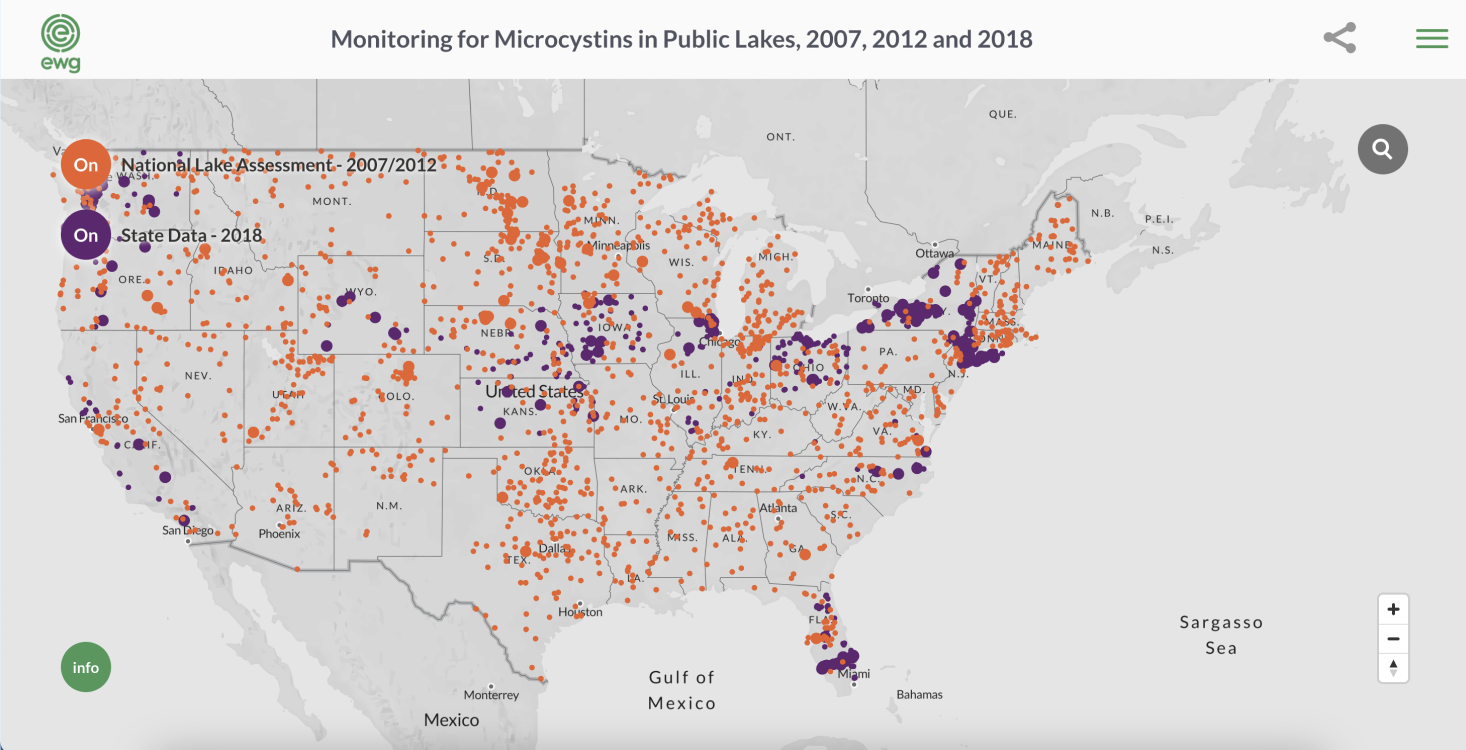 ewg
Monitoring for Microcystins in Public Lakes, 2007, 2012 and 2018
QUE.
ONT.
On National Lake Assessment - 2007/2012
WASH.
MONT.
N.D.
MINN.
N.B.
P.E.I.
On State Data - 2018
Minneapolis
MAINE
N.S.
Ottawa
S.D.
WIS.
MICH.
IDAHO
ORE.
VT.
WYO.
Toronto
IOWA
MASS.
NEBR.
Chicago
CONN.
PA.
OHIO
NEV.
ILL.
IND.
N.J.
UTAH
COLO.
United States
MD.
St. Louis
KANS.
W.VA.
San Francisco
MO.
VA.
KY.
CALIF.
OKLA.
TENN.
N.C.
ARK.
ARIZ.
N.M.
Atlanta
S.C.
San Diego
Phoenix
MISS.
ALA.
GA.
Dallas
TEX.
LA.
Houston
FLA.
Sargasso
Sea
info
Miami
Gulf of
Mexico
Monterrey
Bahamas
Mexico